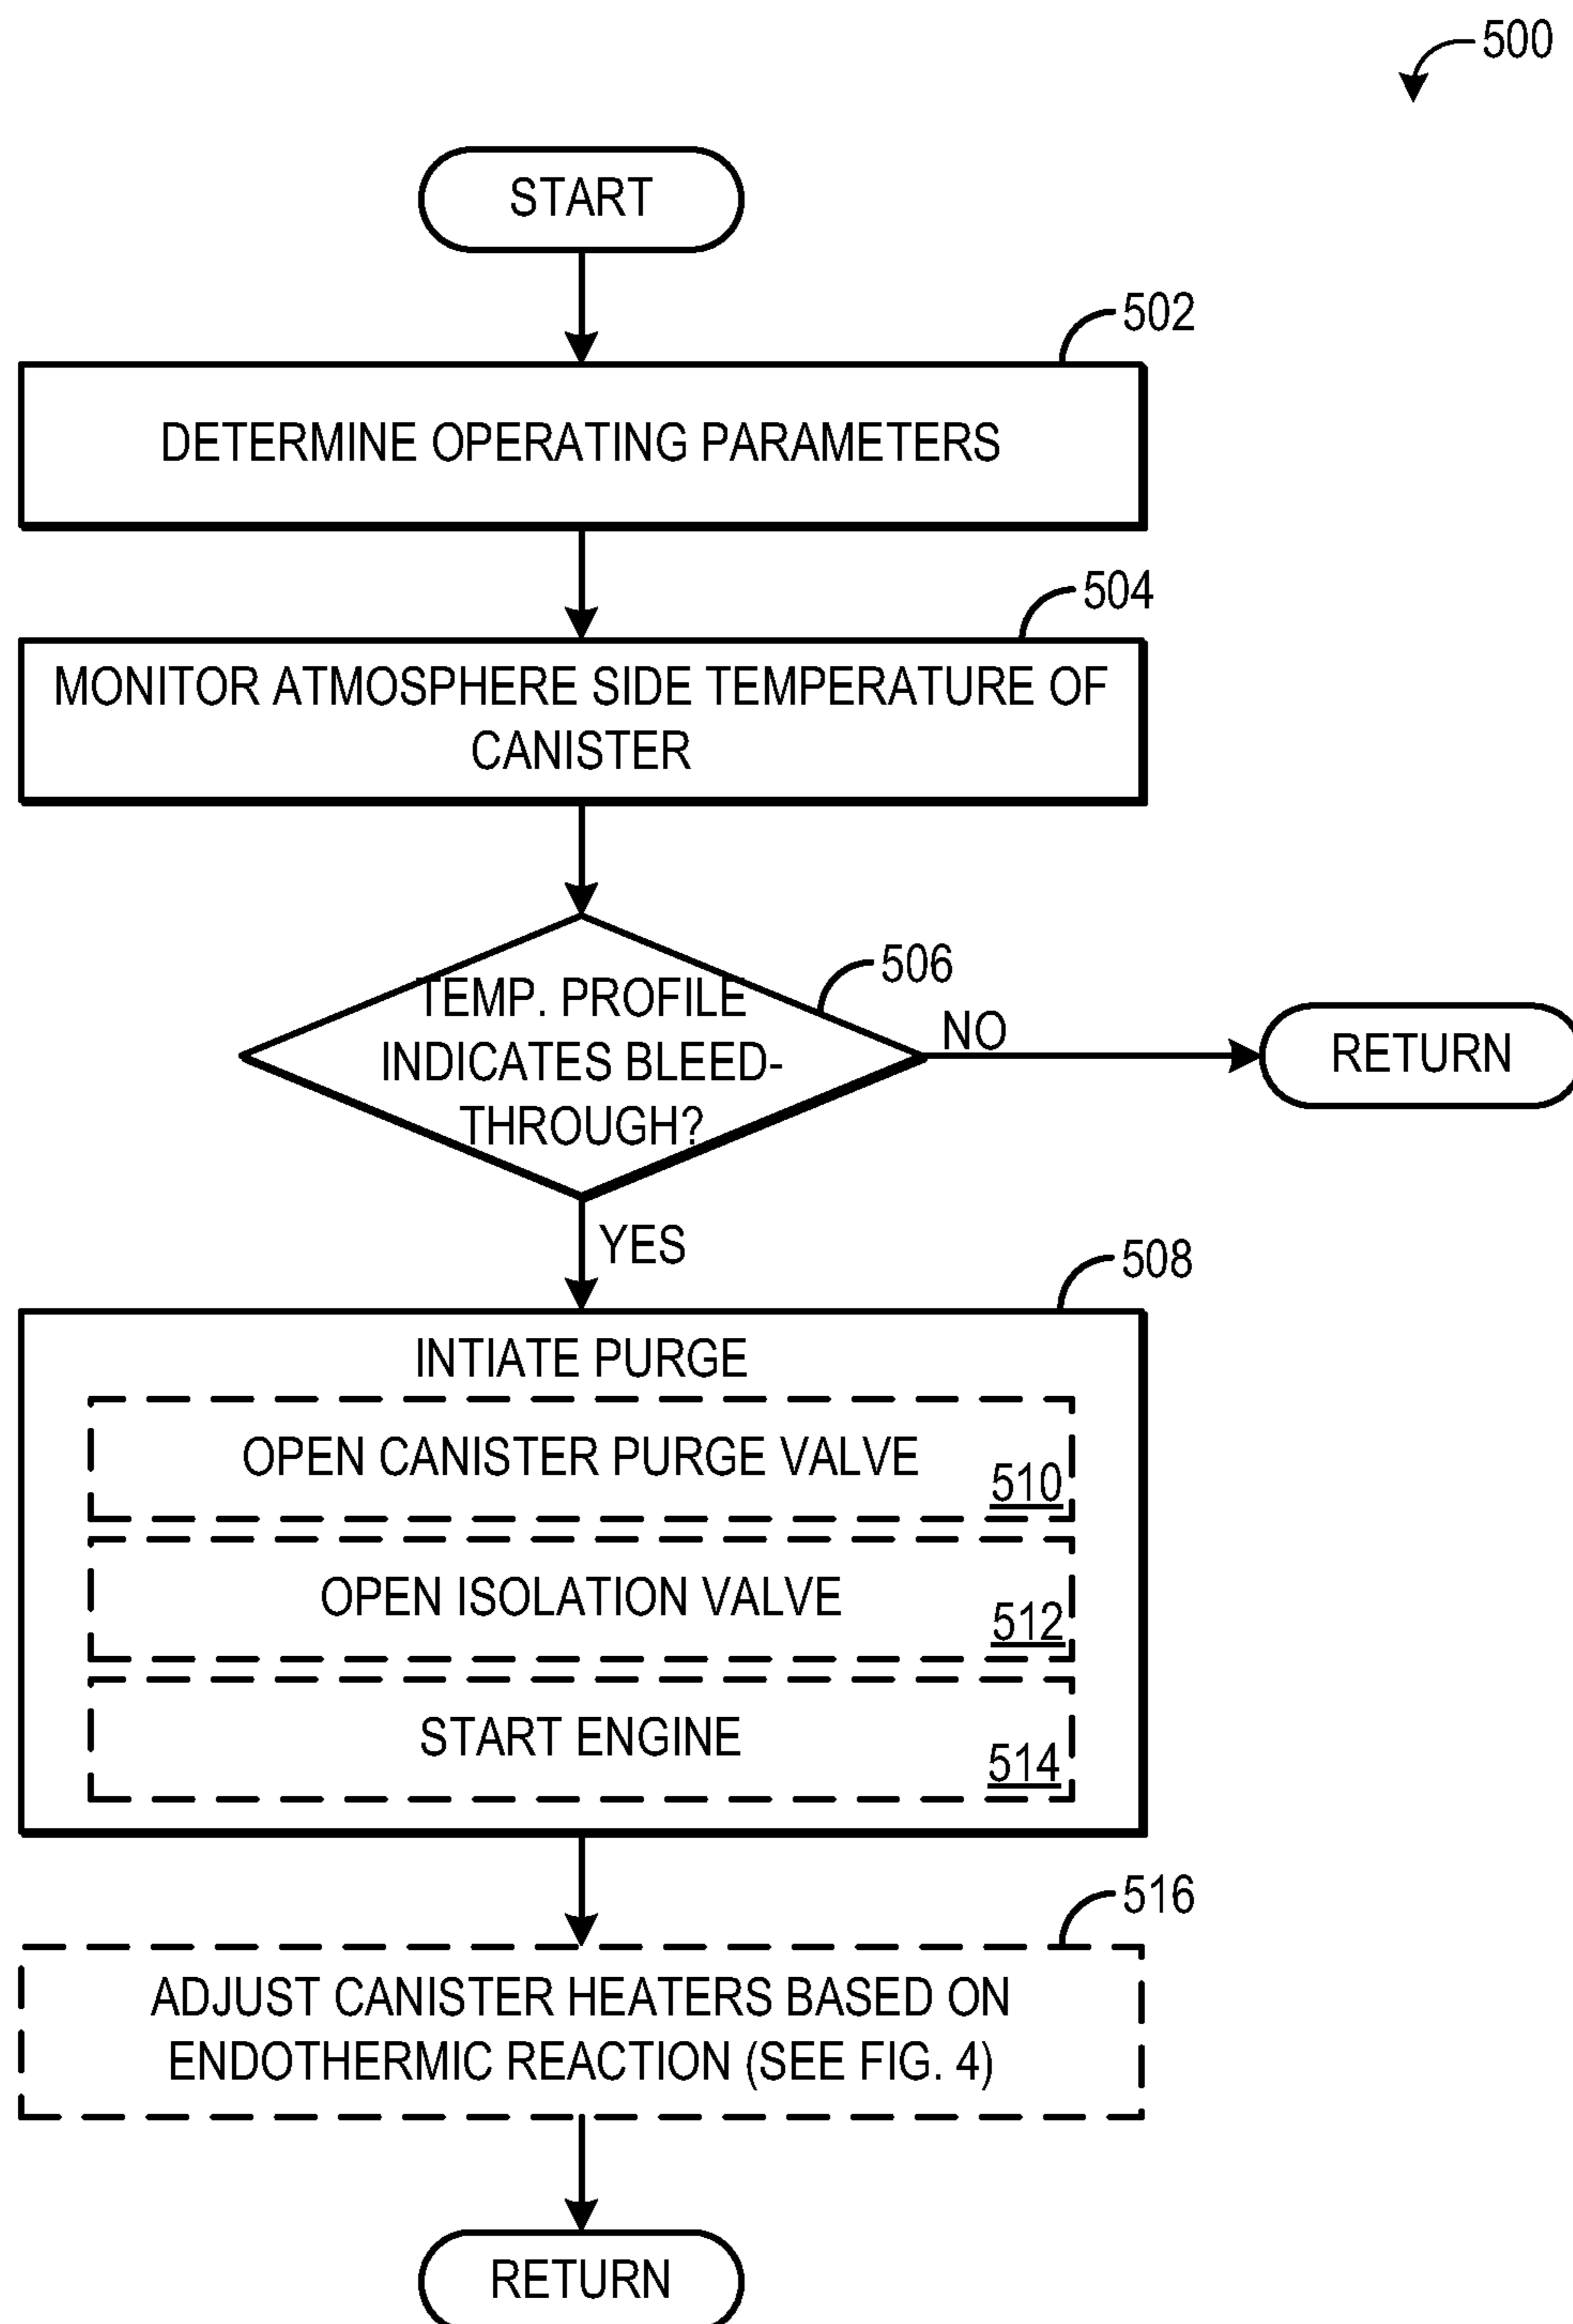 500
START
502
DETERMINE OPERATING PARAMETERS
504
MONITOR ATMOSPHERE SIDE TEMPERATURE OF
CANISTER
506
TEMP. PROFILE
INDICATES BLEED-
THROUGH?
NO
RETURN
YES
508
INTIATE PURGE
OPEN CANISTER PURGE VALVE
510
OPEN ISOLATION VALVE
512
START ENGINE
514
516
ADJUST CANISTER HEATERS BASED ON
ENDOTHERMIC REACTION (SEE FIG. 4)
RETURN